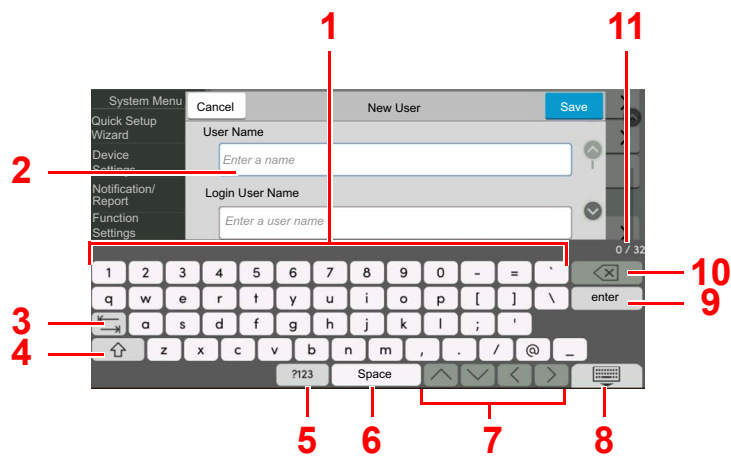 1 11
System Menu Cancel New User Save
Quick Setup
Wizard User Name
Device
Settings Enter a name
2
Notification/
Report Login User Name
Function
Settings Enter a user name
0 / 32
1 2 3 4 5 6 7 8 9 0 - = ` 10
q w e r t y u i o p [ ] \ enter 9
3 a s d f g h j k l ; '
4 z x c v b n m , . / @ _
?123 Space
5 6 7 8